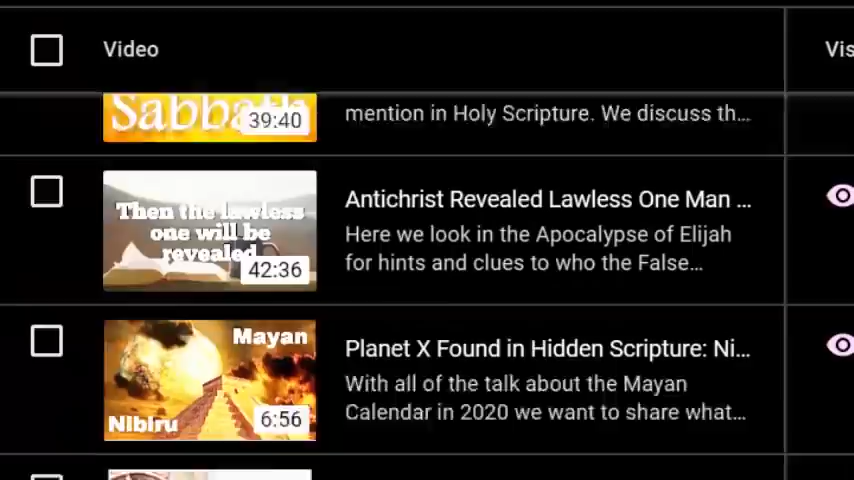 Video
Vis
Sabbath
39:40
mention in Holy Scripture. We discuss th...
Then the lawless
one will be
revealed
42:36
Antichrist Revealed Lawless One Man ...
Here we look in the Apocalypse of Elijah
for hints and clues to who the False...
Mayan
Nibiru
6:56
Planet X Found in Hidden Scripture: Ni...
With all of the talk about the Mayan
Calendar in 2020 we want to share what...